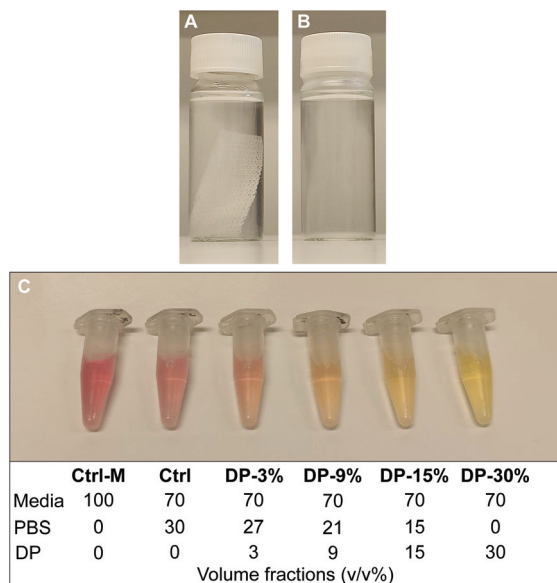 A
B
C
Ctrl-M Ctrl DP-3% DP-9% DP-15% DP-30%
Media 100 70 70 70 70 70
PBS 0 30 27 21 15 0
DP 0 0 3 9 15 30
Volume fractions (v/v%)